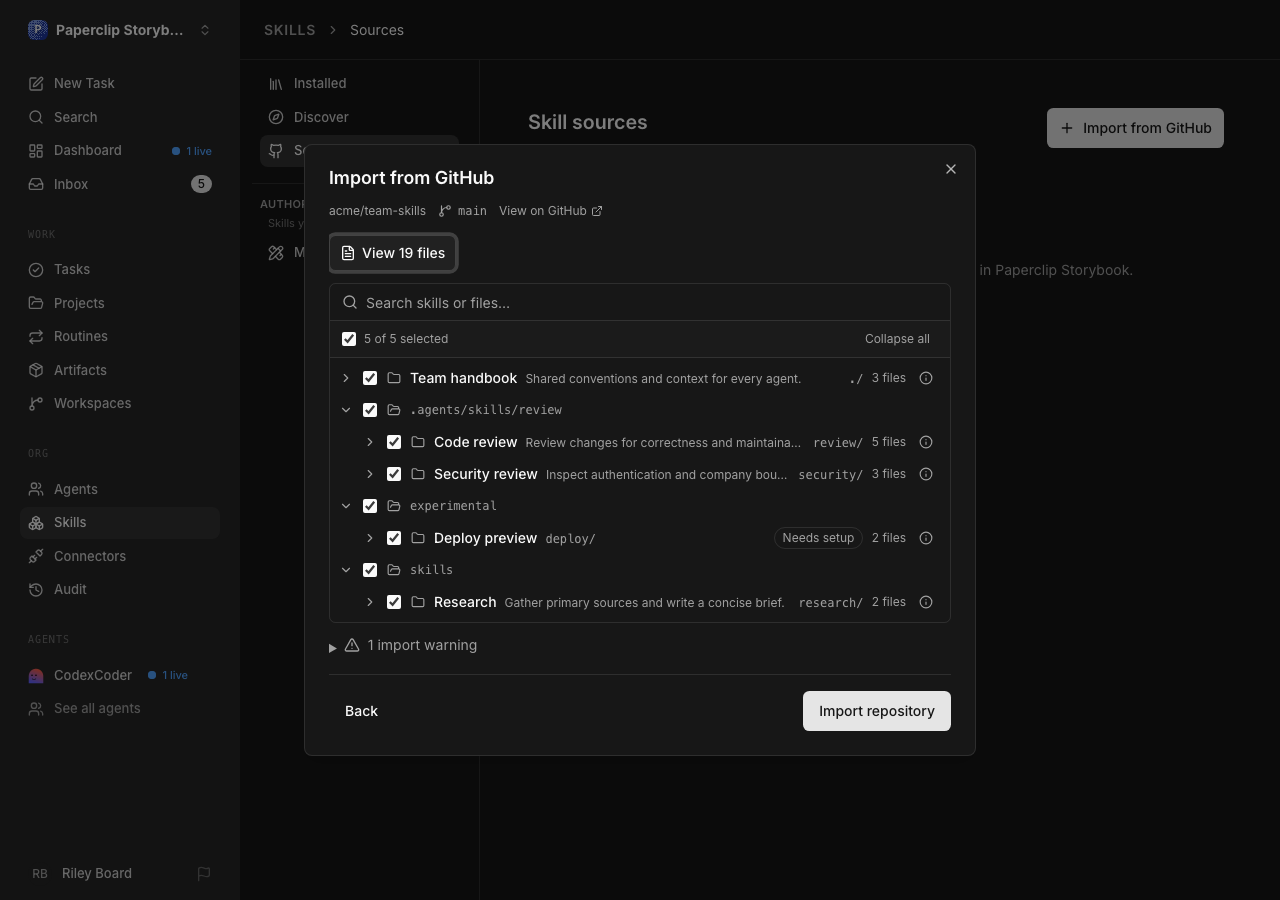 P Paperclip Storyb...
SKILLS > Sources
New Task
Search
Dashboard 1 live
Inbox 5
WORK
Tasks
Projects
Routines
Artifacts
Workspaces
ORG
Agents
Skills
Connectors
Audit
AGENTS
CodexCoder 1 live
See all agents
RB Riley Board
Installed
Discover
Skills
Skill sources
+ Import from GitHub
in Paperclip Storybook.
Import from GitHub
acme/team-skills main View on GitHub
View 19 files
Search skills or files...
5 of 5 selected Collapse all
Team handbook Shared conventions and context for every agent. ./ 3 files
.agents/skills/review
Code review Review changes for correctness and maintaina... review/ 5 files
Security review Inspect authentication and company bou... security/ 3 files
experimental
Deploy preview deploy/ Needs setup 2 files
skills
Research Gather primary sources and write a concise brief. research/ 2 files
1 import warning
Back
Import repository